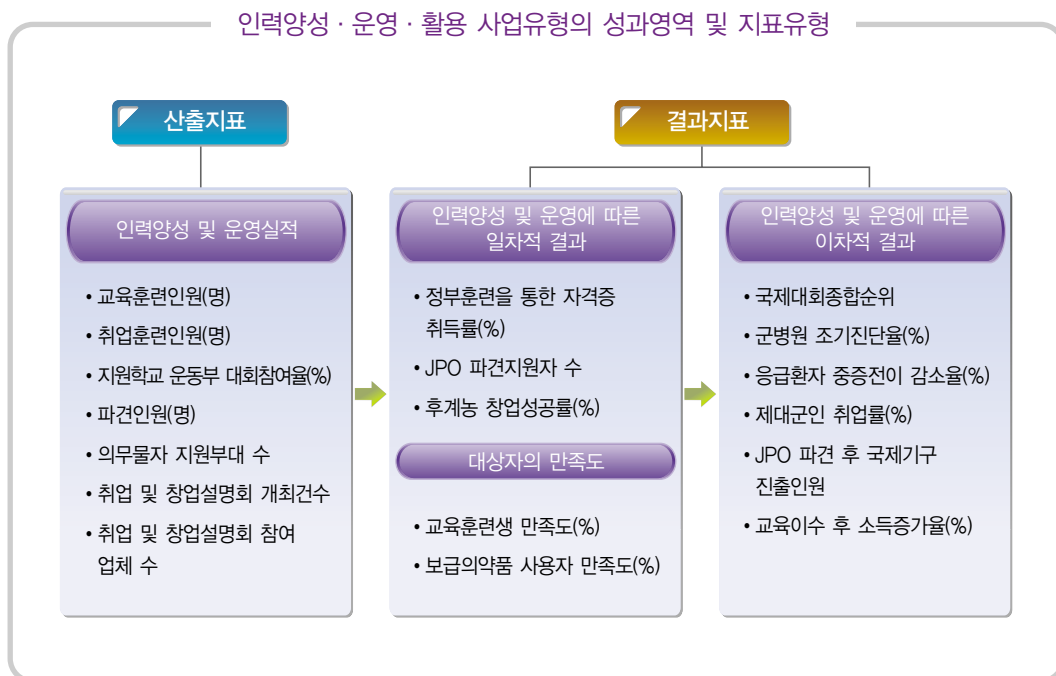 인력양성 · 운영 · 활용 사업유형의 성과영역 및 지표유형
산출지표
인력양성 및 운영실적
• 교육훈련인원(명)
• 취업훈련인원(명)
• 지원학교 운동부 대회참여율(%)
• 파견인원(명)
• 의무물자 지원부대 수
• 취업 및 창업설명회 개최건수
• 취업 및 창업설명회 참여
업체 수
결과지표
인력양성 및 운영에 따른
일차적 결과
• 정부훈련을 통한 자격증
취득률(%)
• JPO 파견지원자 수
• 후계농 창업성공률(%)
대상자의 만족도
• 교육훈련생 만족도(%)
• 보급의약품 사용자 만족도(%)
인력양성 및 운영에 따른
이차적 결과
• 국제대회종합순위
• 군병원 조기진단율(%)
• 응급환자 중증전이 감소율(%)
• 제대군인 취업률(%)
• JPO 파견 후 국제기구
진출인원
• 교육이수 후 소득증가율(%)